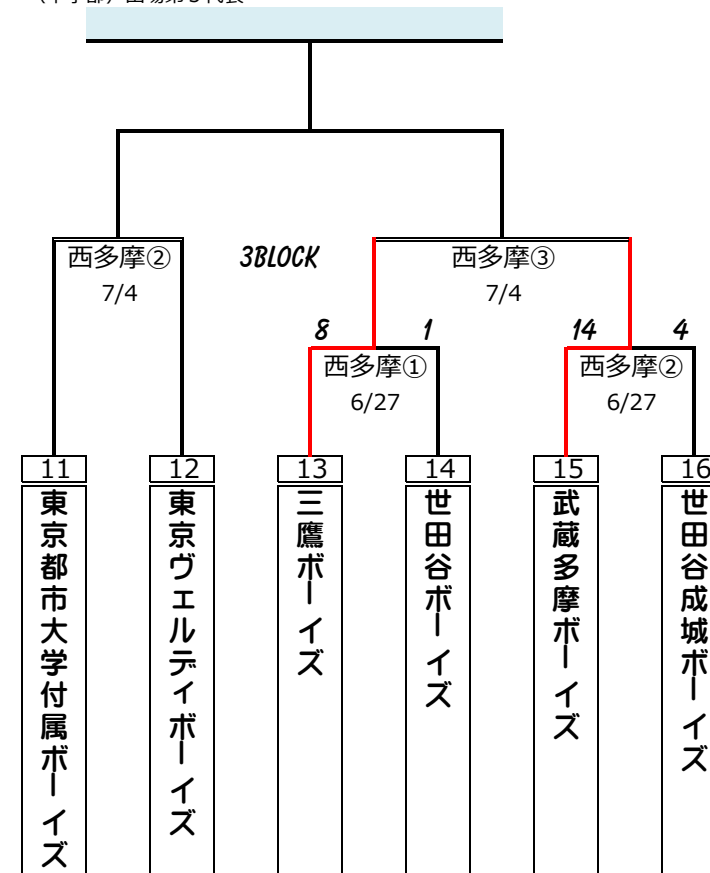 西多摩② 3BLOCK 西多摩③
7/4 7/4
8 1 14 4
西多摩① 西多摩②
6/27 6/27
11 12 13 14 15 16
東京都市大学付属ボーイズ
東京ヴェルディボーイズ
三鷹ボーイズ
世田谷ボーイズ
武蔵多摩ボーイズ
世田谷成城ボーイズ